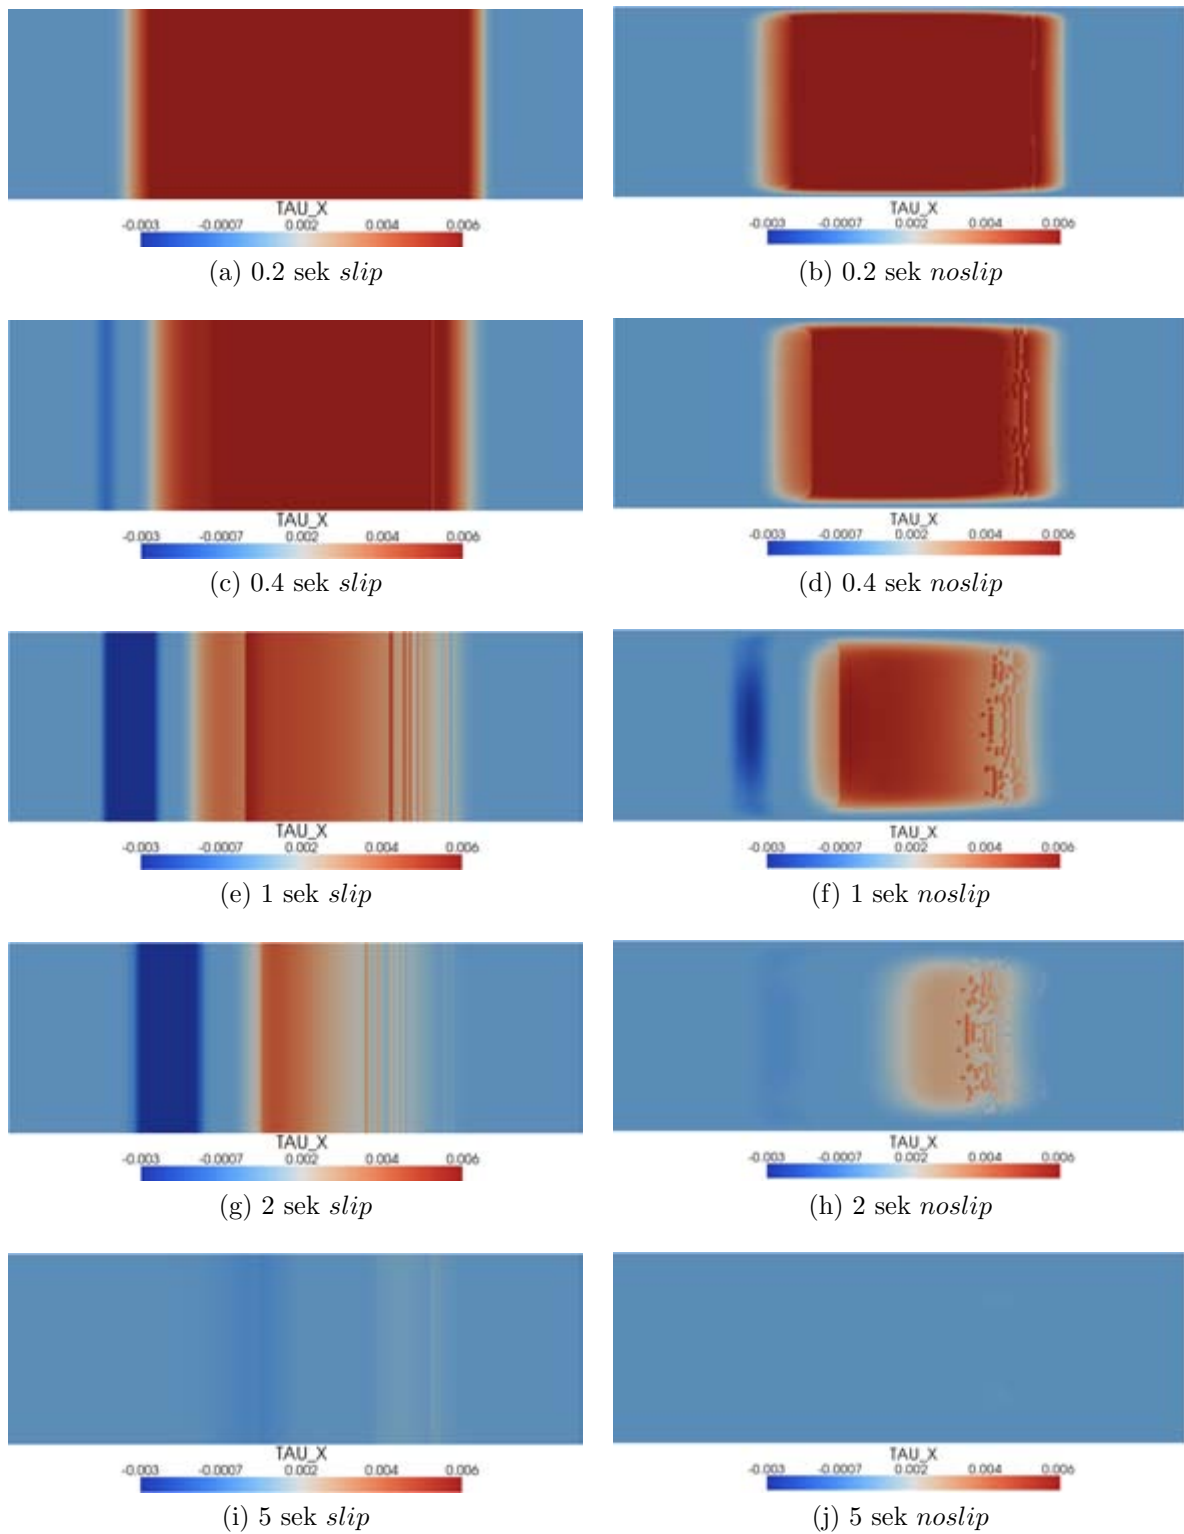 TAU_X
-0.003 -0.0007 0.002 0.004 0.006
(a) 0.2 sek slip
TAU_X
-0.003 -0.0007 0.002 0.004 0.006
(b) 0.2 sek noslip
TAU_X
-0.003 -0.0007 0.002 0.004 0.006
(c) 0.4 sek slip
TAU_X
-0.003 -0.0007 0.002 0.004 0.006
(d) 0.4 sek noslip
TAU_X
-0.003 -0.0007 0.002 0.004 0.006
(e) 1 sek slip
TAU_X
-0.003 -0.0007 0.002 0.004 0.006
(f) 1 sek noslip
TAU_X
-0.003 -0.0007 0.002 0.004 0.006
(g) 2 sek slip
TAU_X
-0.003 -0.0007 0.002 0.004 0.006
(h) 2 sek noslip
TAU_X
-0.003 -0.0007 0.002 0.004 0.006
(i) 5 sek slip
TAU_X
-0.003 -0.0007 0.002 0.004 0.006
(j) 5 sek noslip